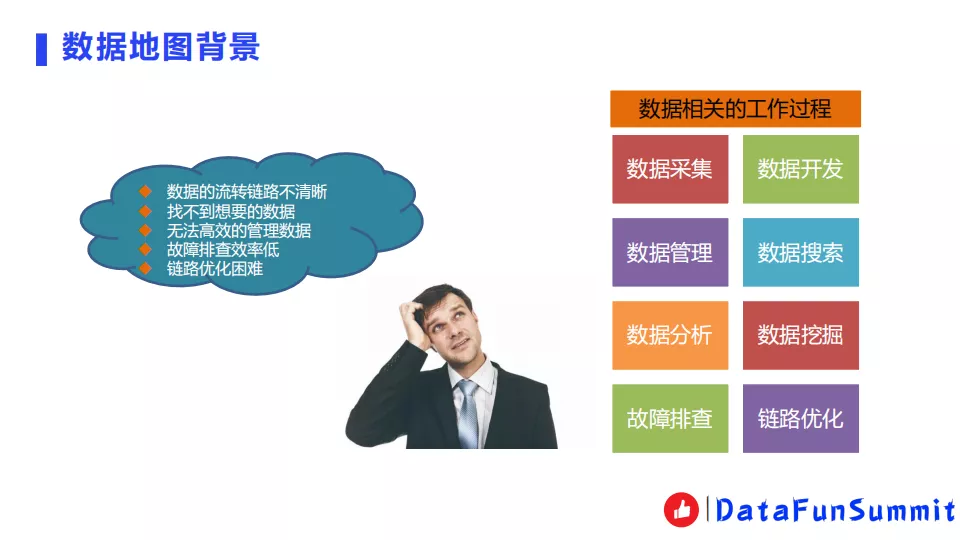 数据地图背景
数据的流转链路不清晰
找不到想要的数据
无法高效的管理数据
故障排查效率低
链路优化困难
数据相关的工作过程
数据采集
数据开发
数据管理
数据搜索
数据分析
数据挖掘
故障排查
链路优化
DataFunSummit